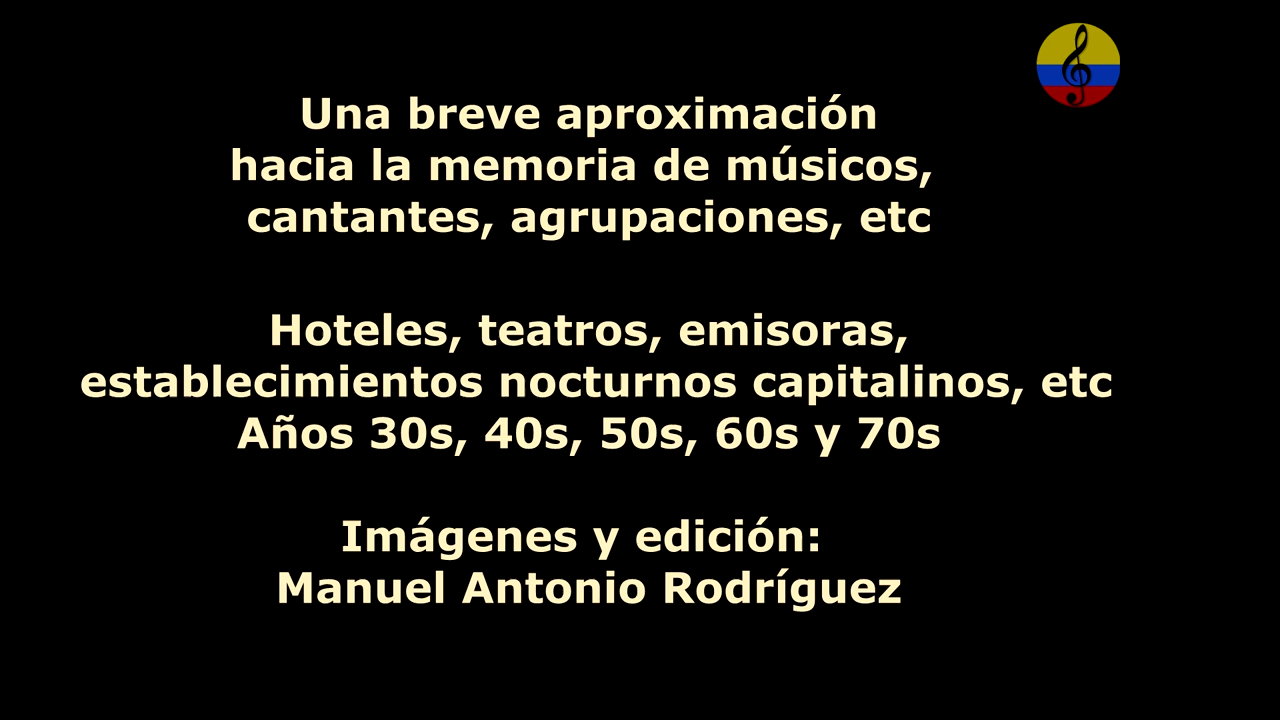 Una breve aproximación
hacia la memoria de músicos,
cantantes, agrupaciones, etc
Hoteles, teatros, emisoras,
establecimientos nocturnos capitalinos, etc
Años 30s, 40s, 50s, 60s y 70s
Imágenes y edición:
Manuel Antonio Rodríguez